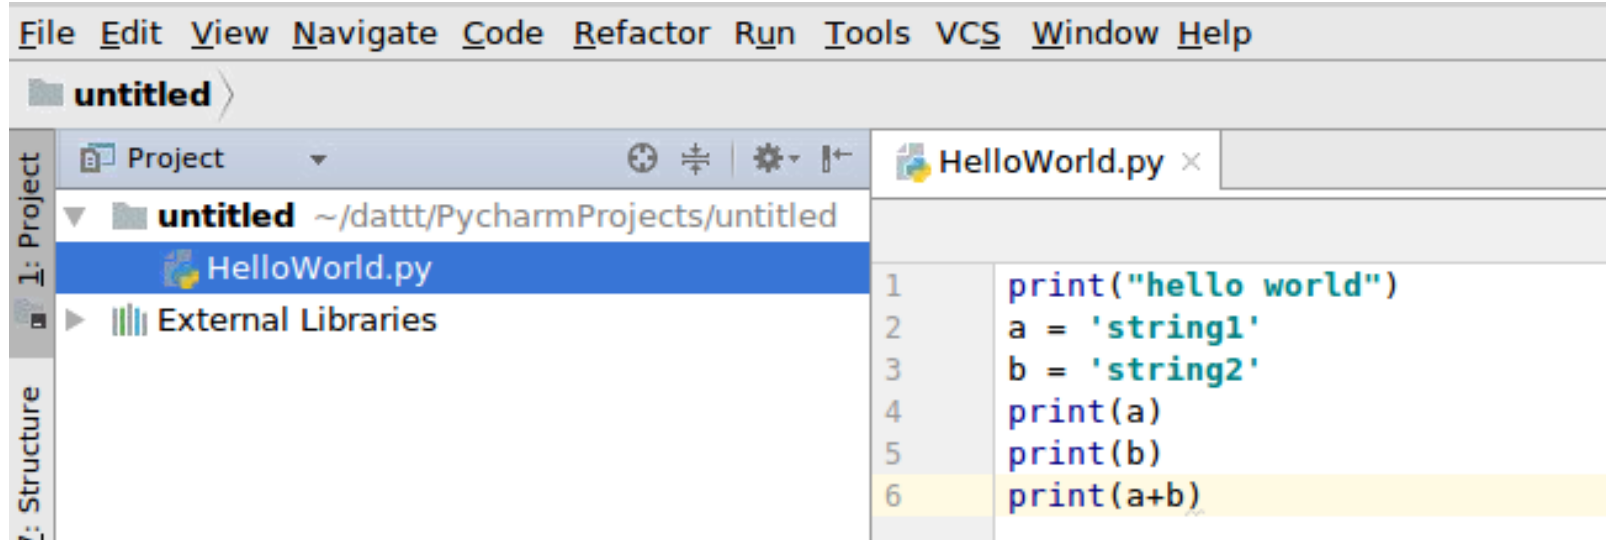 File Edit View Navigate Code Refactor Run Tools VCS Window Help
untitled
1: Project
Project
HelloWorld.py
untitled ~/dattt/PycharmProjects/untitled
HelloWorld.py
External Libraries
Structure
1 print("hello world")
2 a = 'string1'
3 b = 'string2'
4 print(a)
5 print(b)
6 print(a+b)